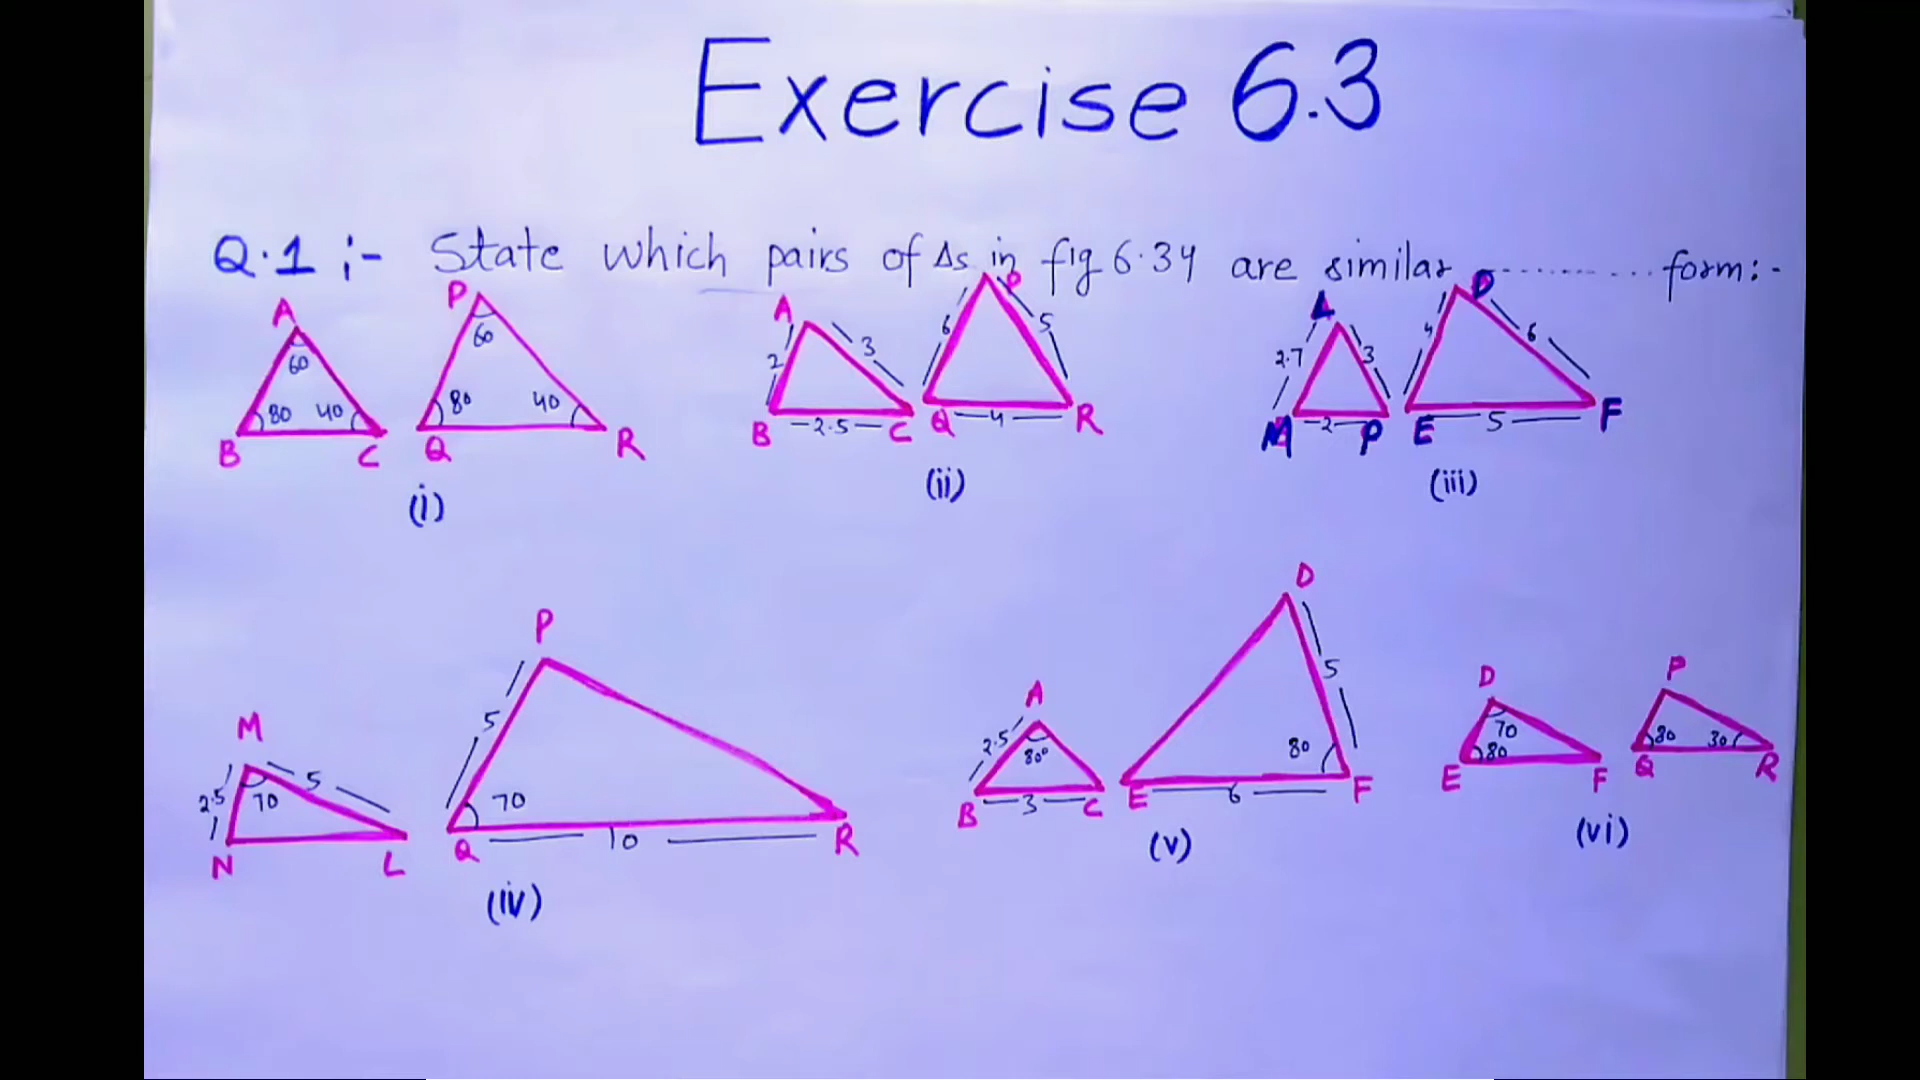 Exercise 6.3
Q.1 :- State which pairs of Δs in fig 6.34 are similar ............ form:-
A 60 80 40 B C
P 60 80 40 Q R
(i)
A 2 3 B 2.5 C
P 6 5 Q 4 R
(ii)
L 2.7 3 M 2 P
D 4 6 E 5 F
(iii)
M 2.5 5 70 N L
P 5 70 Q 10 R
(iv)
A 2.5 80° B 3 C
D 5 80 E 6 F
(v)
D 70 80 E F
P 80 30 Q R
(vi)